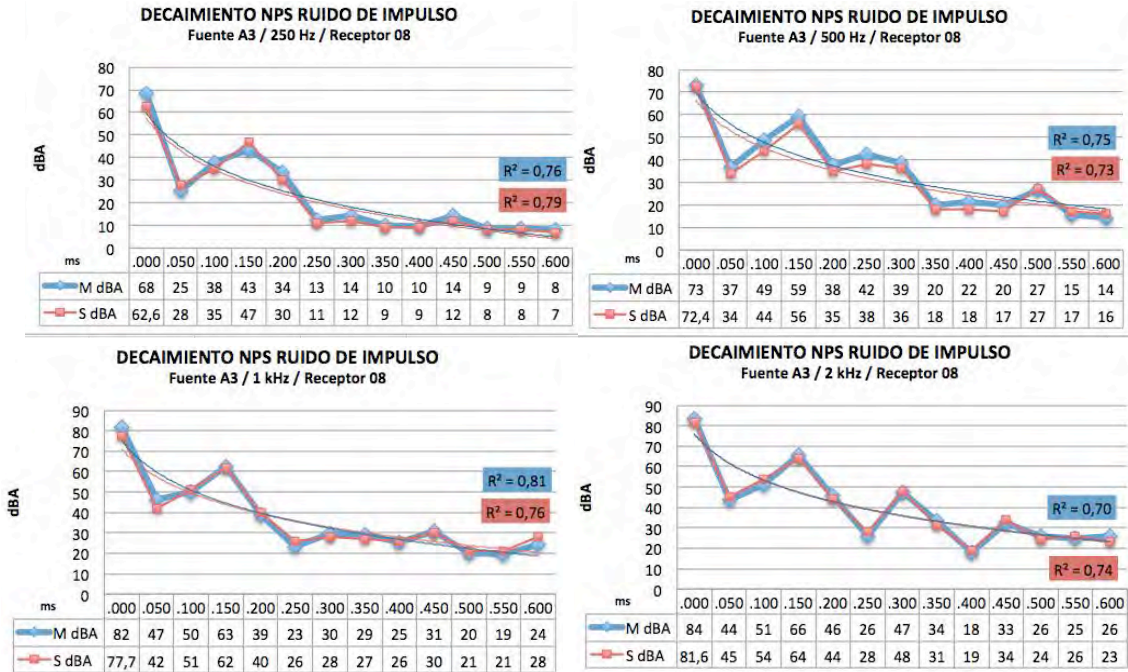 DECAIMIENTO NPS RUIDO DE IMPULSO
Fuente A3 / 250 Hz / Receptor 08
80
70
60
50
40
30
20
10
0
dBA
R² = 0,76
R² = 0,79
ms .000 .050 .100 .150 .200 .250 .300 .350 .400 .450 .500 .550 .600
M dBA 68 25 38 43 34 13 14 10 10 14 9 9 8
S dBA 62,6 28 35 47 30 11 12 9 9 12 8 8 7
DECAIMIENTO NPS RUIDO DE IMPULSO
Fuente A3 / 500 Hz / Receptor 08
80
70
60
50
40
30
20
10
0
dBA
R² = 0,75
R² = 0,73
ms .000 .050 .100 .150 .200 .250 .300 .350 .400 .450 .500 .550 .600
M dBA 73 37 49 59 38 42 39 20 22 20 27 15 14
S dBA 72,4 34 44 56 35 38 36 18 18 17 27 17 16
DECAIMIENTO NPS RUIDO DE IMPULSO
Fuente A3 / 1 kHz / Receptor 08
90
80
70
60
50
40
30
20
10
0
dBA
R² = 0,81
R² = 0,76
ms .000 .050 .100 .150 .200 .250 .300 .350 .400 .450 .500 .550 .600
M dBA 82 47 50 63 39 23 30 29 25 31 20 19 24
S dBA 77,7 42 51 62 40 26 28 27 26 30 21 21 28
DECAIMIENTO NPS RUIDO DE IMPULSO
Fuente A3 / 2 kHz / Receptor 08
90
80
70
60
50
40
30
20
10
0
dBA
R² = 0,70
R² = 0,74
ms .000 .050 .100 .150 .200 .250 .300 .350 .400 .450 .500 .550 .600
M dBA 84 44 51 66 46 26 47 34 18 33 26 25 26
S dBA 81,6 45 54 64 44 28 48 31 19 34 24 26 23